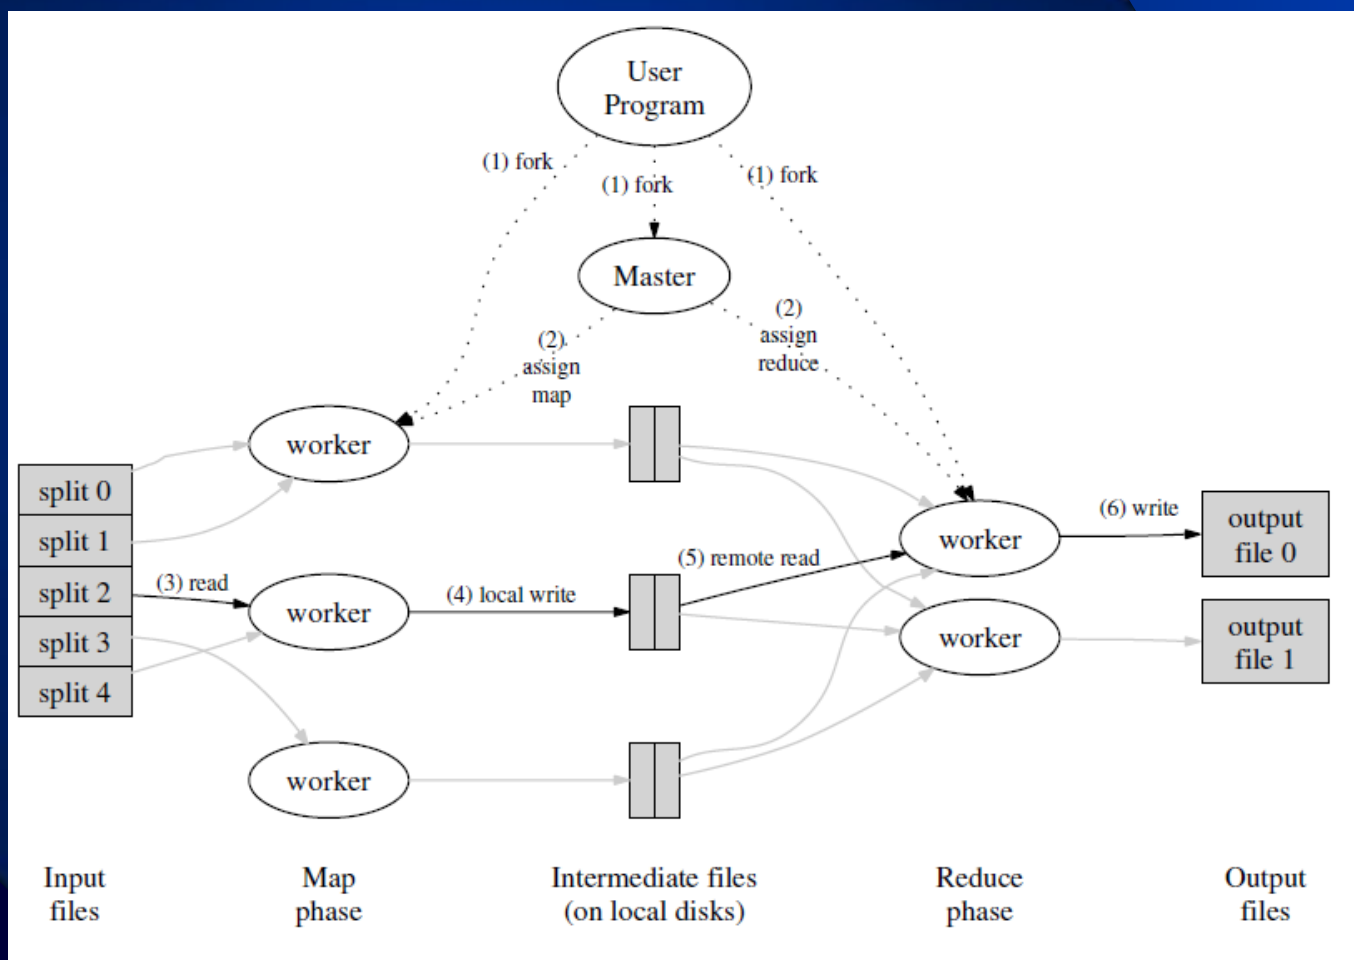 User
Program
(1) fork
(1) fork
(1) fork
Master
(2)
assign
map
(2)
assign
reduce
worker
split 0
split 1
split 2
split 3
split 4
(3) read
worker
(4) local write
worker
(5) remote read
worker
worker
(6) write
output
file 0
output
file 1
Input
files
Map
phase
Intermediate files
(on local disks)
Reduce
phase
Output
files